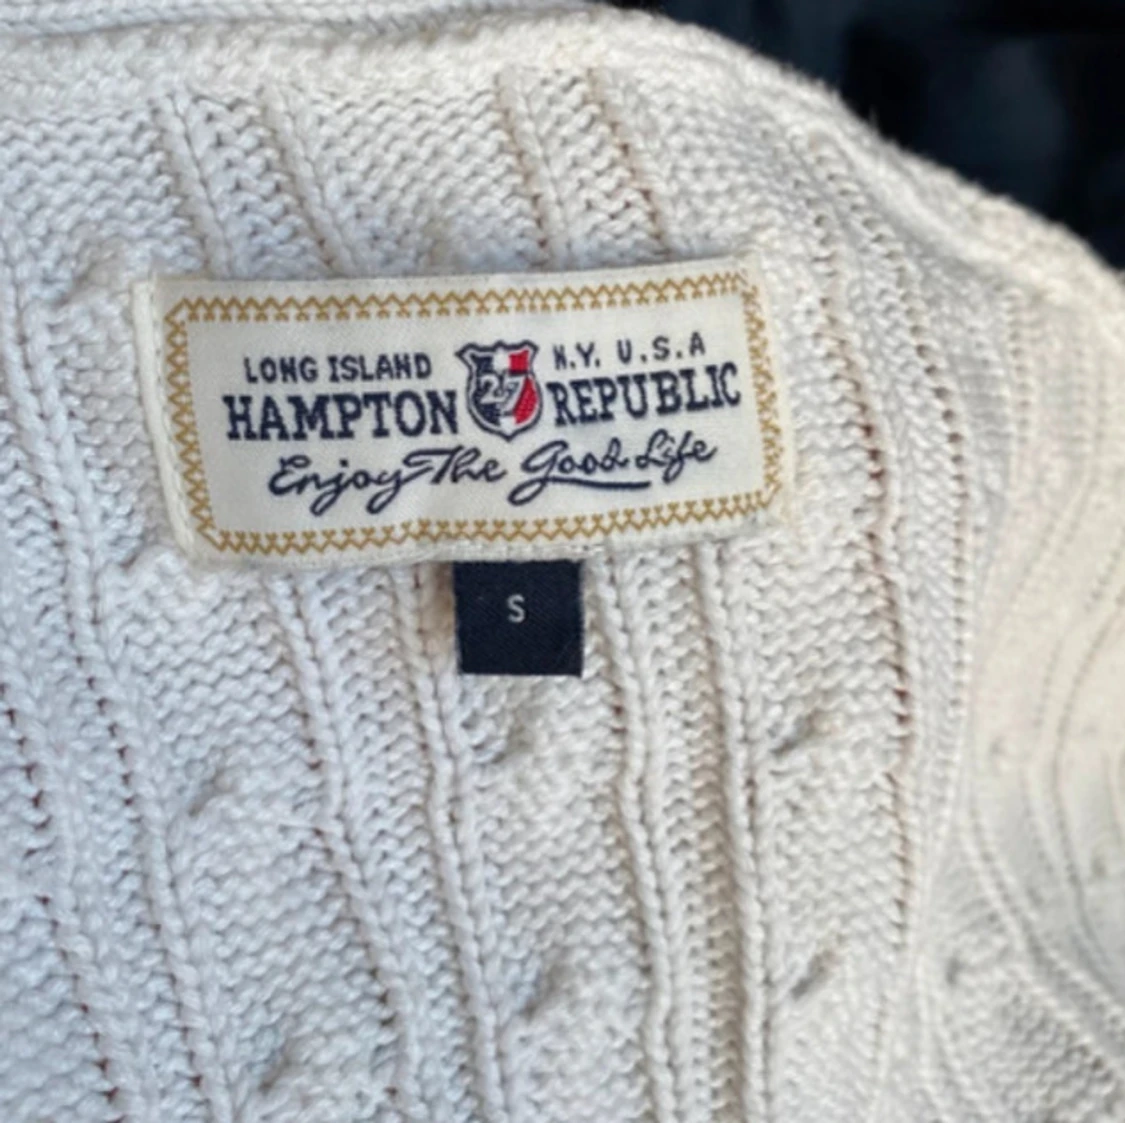 LONG ISLAND N.Y. U.S.A
HAMPTON 27 REPUBLIC
Enjoy The Good Life
S